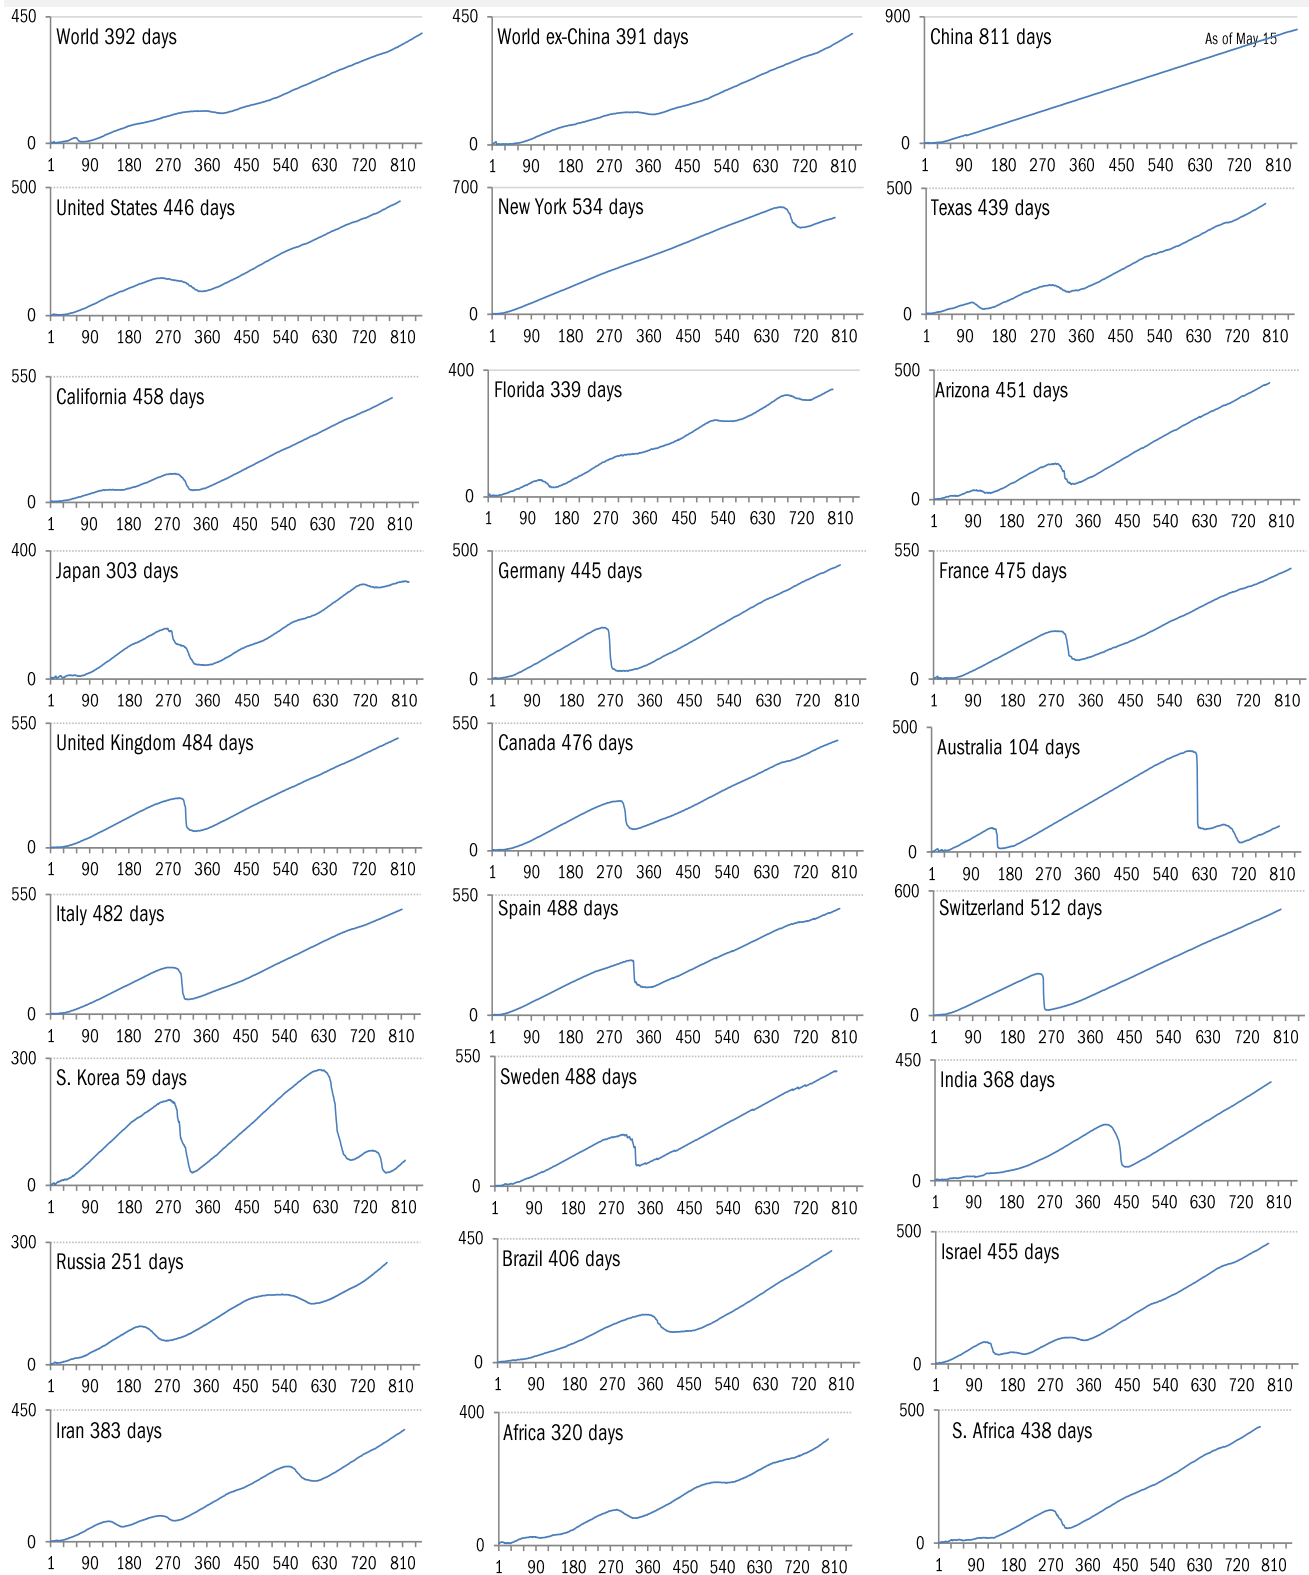 450
World 392 days
0
1 90 180 270 360 450 540 630 720 810
450
World ex-China 391 days
0
1 90 180 270 360 450 540 630 720 810
900
China 811 days
As of May 15
0
1 90 180 270 360 450 540 630 720 810
500
United States 446 days
0
1 90 180 270 360 450 540 630 720 810
700
New York 534 days
0
1 90 180 270 360 450 540 630 720 810
500
Texas 439 days
0
1 90 180 270 360 450 540 630 720 810
550
California 458 days
0
1 90 180 270 360 450 540 630 720 810
400
Florida 339 days
0
1 90 180 270 360 450 540 630 720 810
500
Arizona 451 days
0
1 90 180 270 360 450 540 630 720 810
400
Japan 303 days
0
1 90 180 270 360 450 540 630 720 810
500
Germany 445 days
0
1 90 180 270 360 450 540 630 720 810
550
France 475 days
0
1 90 180 270 360 450 540 630 720 810
550
United Kingdom 484 days
0
1 90 180 270 360 450 540 630 720 810
550
Canada 476 days
0
1 90 180 270 360 450 540 630 720 810
500
Australia 104 days
0
1 90 180 270 360 450 540 630 720 810
550
Italy 482 days
0
1 90 180 270 360 450 540 630 720 810
550
Spain 488 days
0
1 90 180 270 360 450 540 630 720 810
600
Switzerland 512 days
0
1 90 180 270 360 450 540 630 720 810
300
S. Korea 59 days
0
1 90 180 270 360 450 540 630 720 810
550
Sweden 488 days
0
1 90 180 270 360 450 540 630 720 810
450
India 368 days
0
1 90 180 270 360 450 540 630 720 810
300
Russia 251 days
0
1 90 180 270 360 450 540 630 720 810
450
Brazil 406 days
0
1 90 180 270 360 450 540 630 720 810
500
Israel 455 days
0
1 90 180 270 360 450 540 630 720 810
450
Iran 383 days
0
1 90 180 270 360 450 540 630 720 810
400
Africa 320 days
0
1 90 180 270 360 450 540 630 720 810
500
S. Africa 438 days
0
1 90 180 270 360 450 540 630 720 810